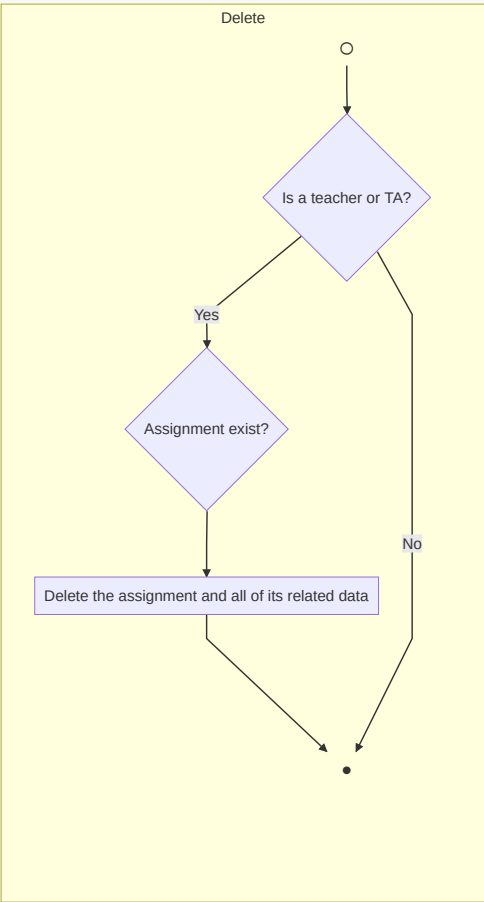 Delete
Is a teacher or TA?
Yes
Assignment exist?
No
Delete the assignment and all of its related data